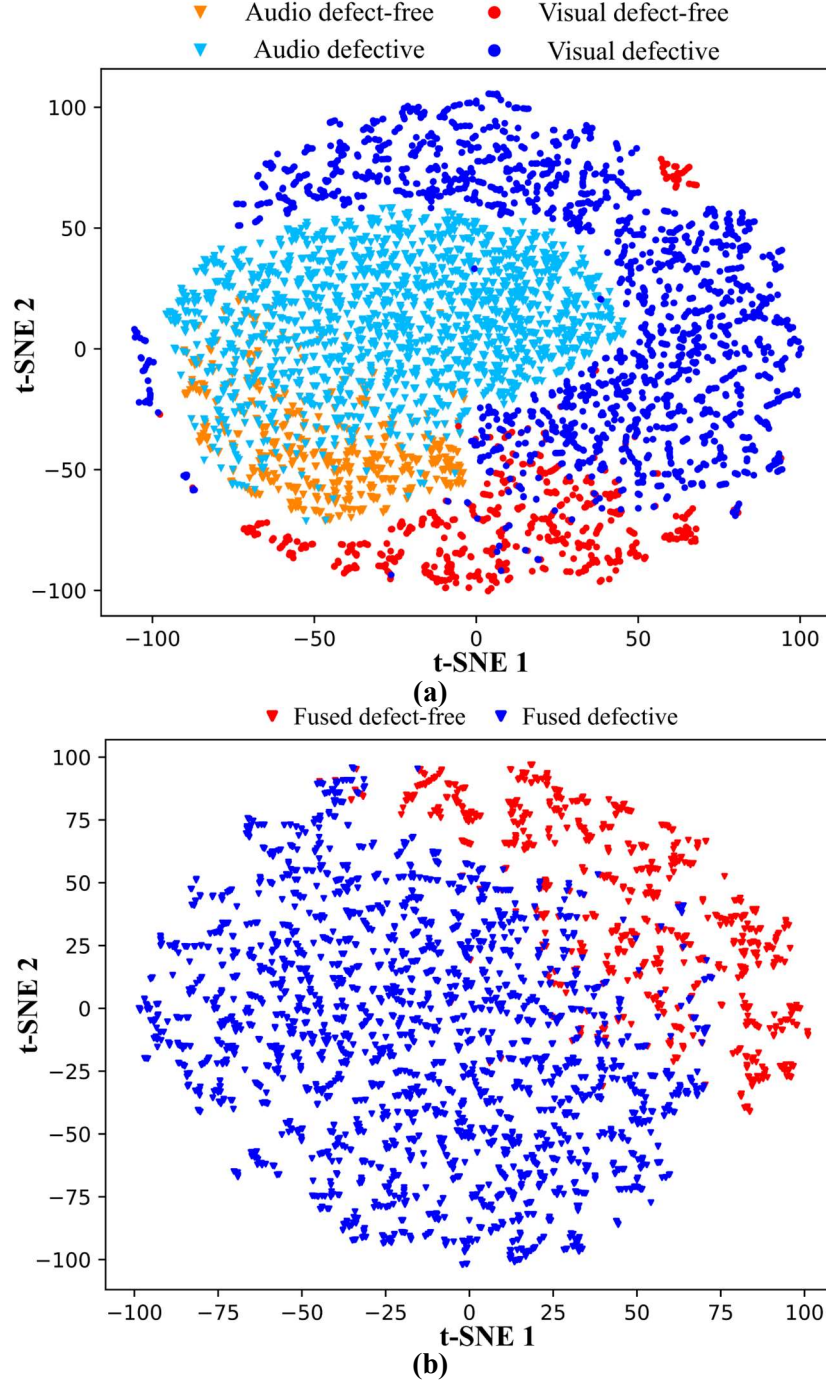 Audio defect-free Visual defect-free
Audio defective Visual defective
100
50
0
−50
−100
t-SNE 2
−100 −50 0 50 100
t-SNE 1
(a)
Fused defect-free Fused defective
100
75
50
25
0
−25
−50
−75
−100
t-SNE 2
−100 −75 −50 −25 0 25 50 75 100
t-SNE 1
(b)